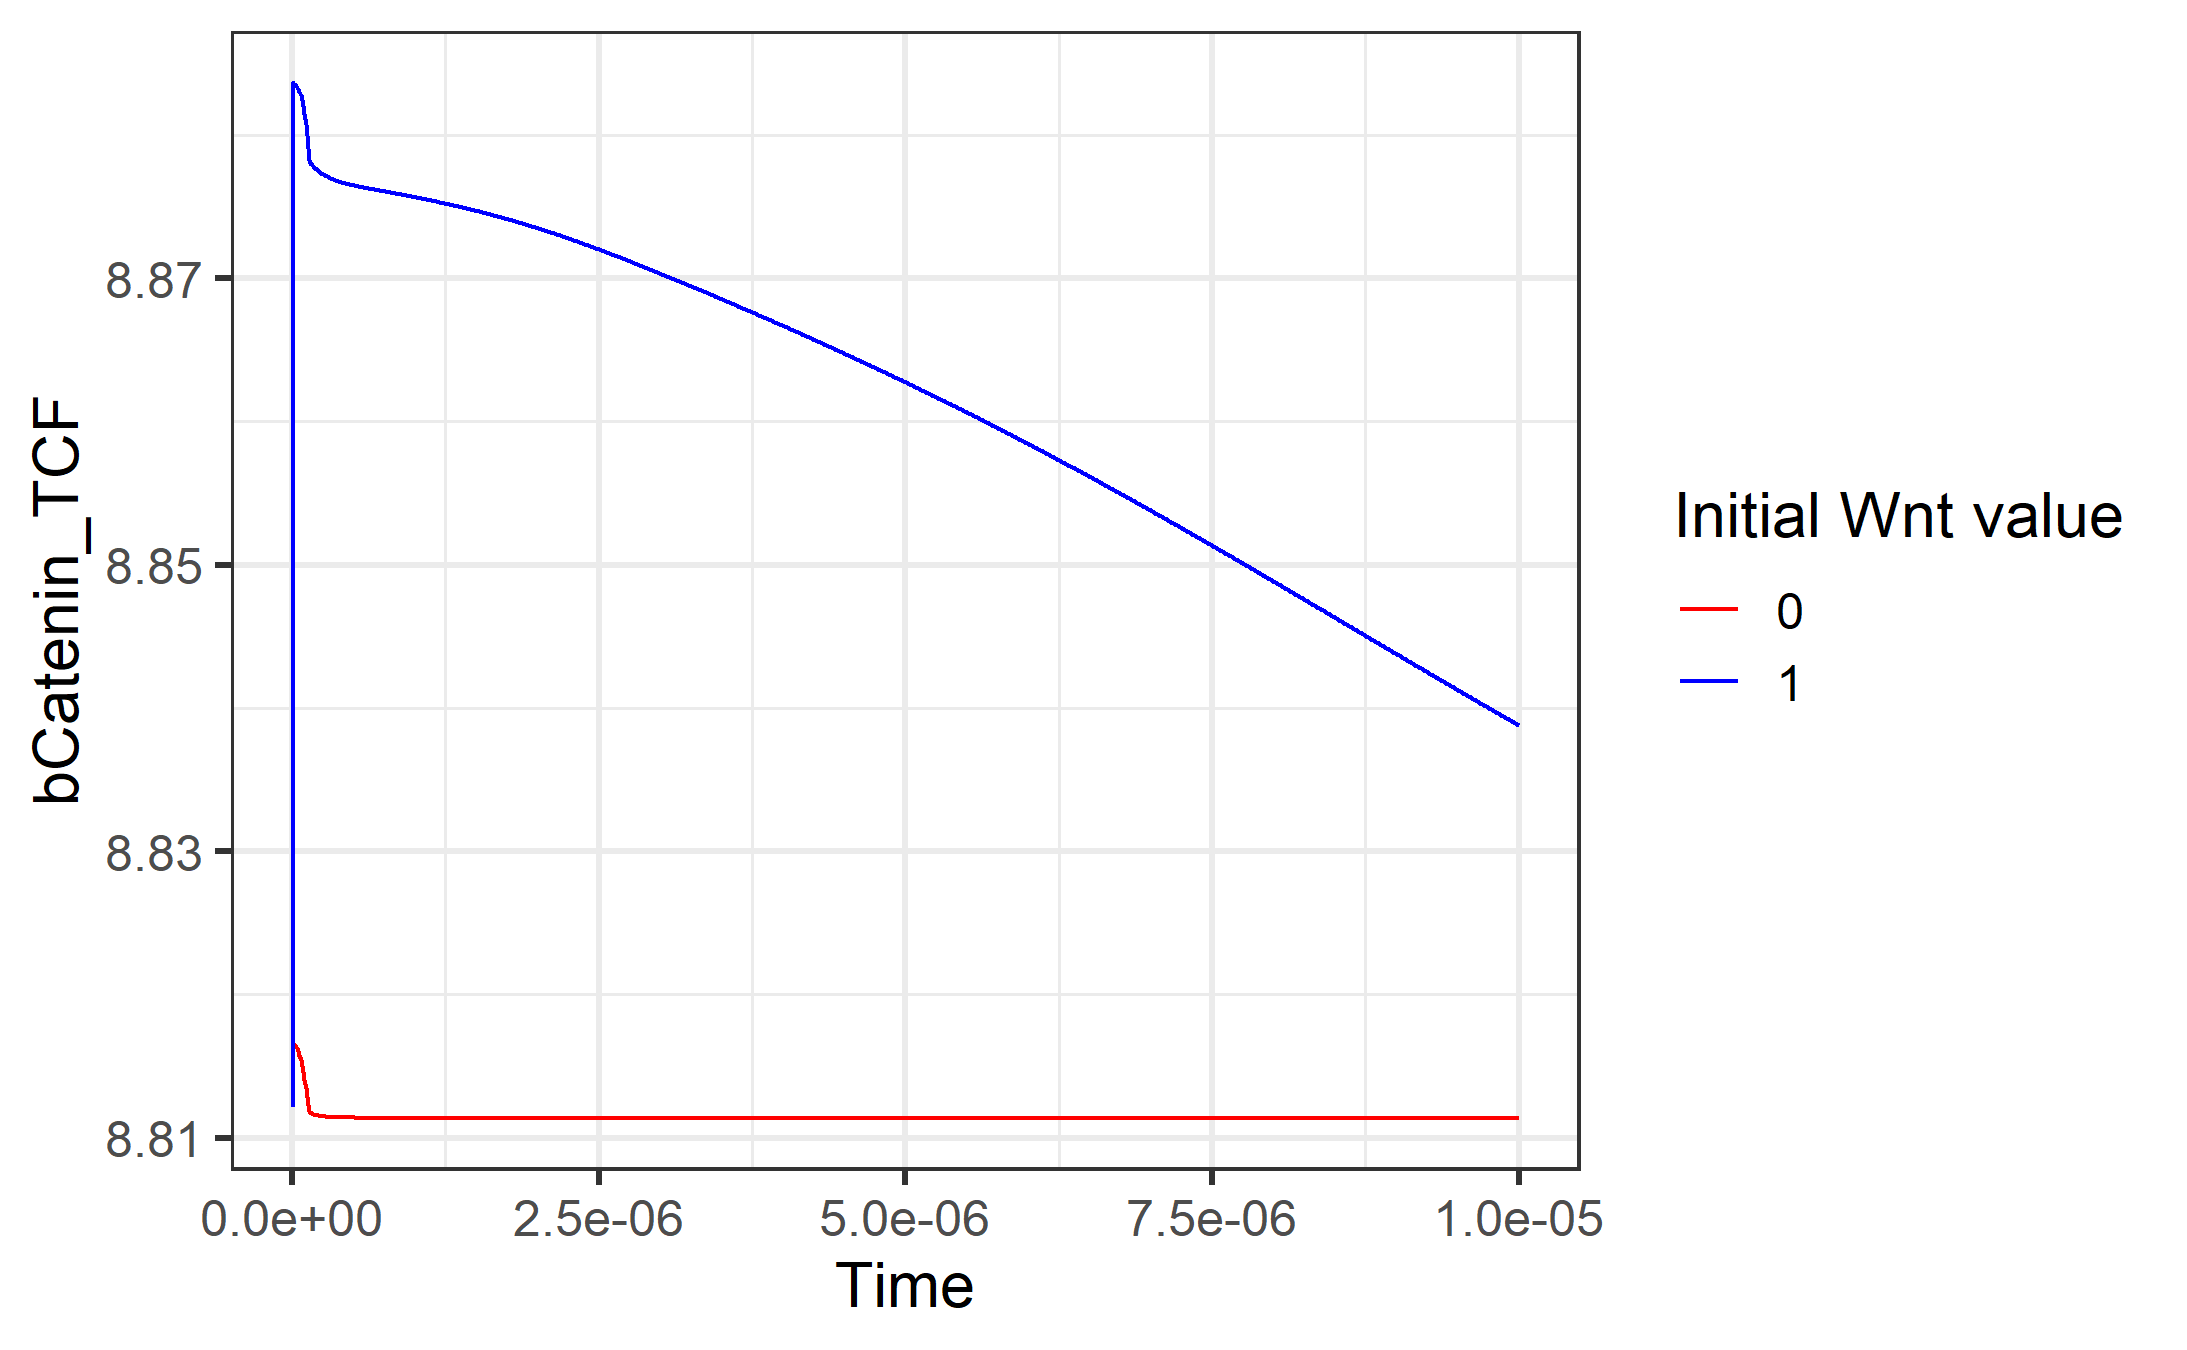 bCatenin_TCF
8.87
8.85
8.83
8.81
0.0e+00 2.5e-06 5.0e-06 7.5e-06 1.0e-05
Time
Initial Wnt value
0
1